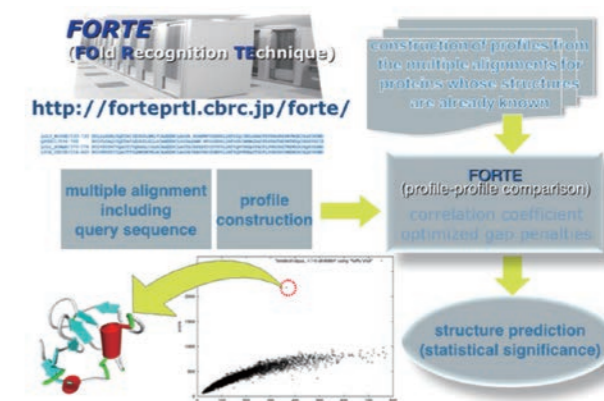 FORTE
(FOld Recognition TEchnique)
http://forteprtl.cbrc.jp/forte/
construction of profiles from
the multiple alignments for
proteins whose structures
are already known
multiple alignment
including
query sequence
profile
construction
FORTE
(profile-profile comparison)
correlation coefficient
optimized gap penalties
structure prediction
(statistical significance)